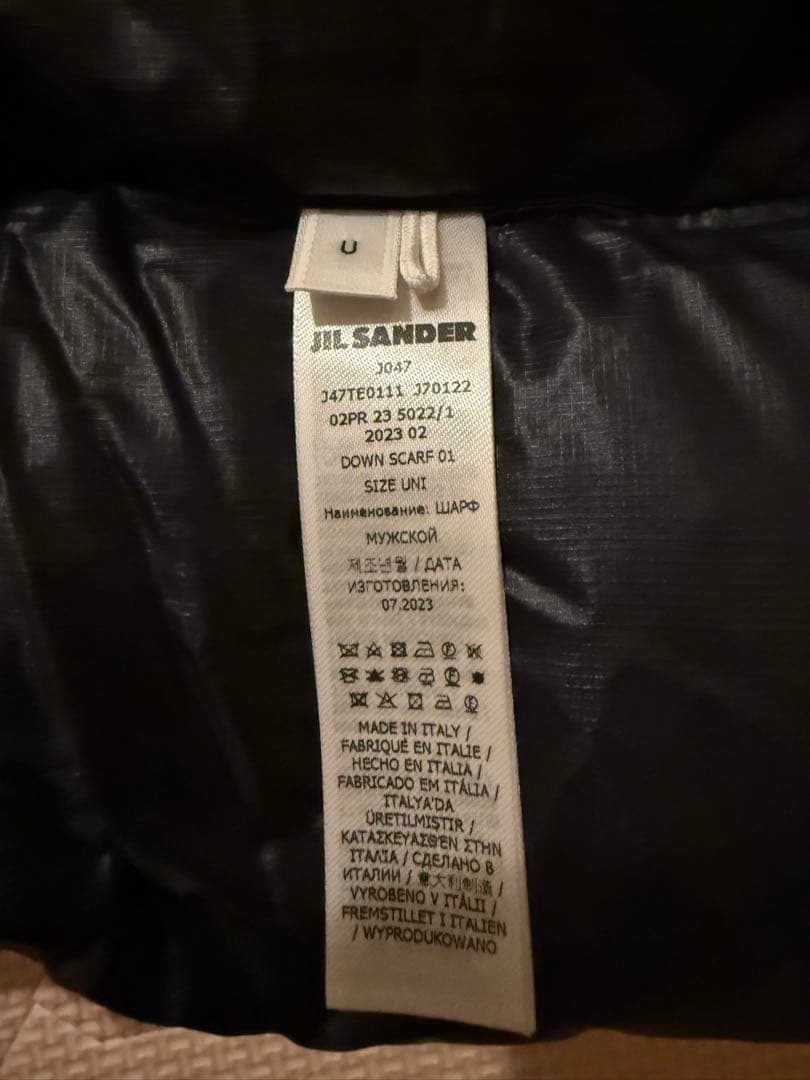 U
JIL SANDER
J047
J47TE0111 J70122
02PR 23 5022/1
2023 02
DOWN SCARF 01
SIZE UNI
Наименование: ШАРФ
МУЖСКОЙ
제조년월 / ДАТА
ИЗГОТОВЛЕНИЯ:
07.2023
MADE IN ITALY /
FABRIQUÉ EN ITALIE /
HECHO EN ITALIA /
FABRICADO EM ITÁLIA /
ITALYA'DA
ÜRETILMIŞTIR /
ΚΑΤΑΣΚΕΥΑΣΘΕΝ ΣΤΗΝ
ΙΤΑΛΙΑ / СДЕЛАНО В
ИТАЛИИ / 意大利制造 /
VYROBENO V ITÁLII /
FREMSTILLET I ITALIEN
/ WYPRODUKOWANO